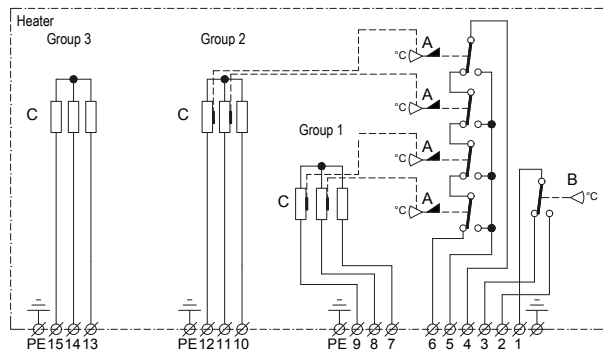 Heater
Group 3
Group 2
Group 1
°C A
°C A
°C A
°C A
C
C
C
B
°C
PE 15 14 13 PE 12 11 10 PE 9 8 7 6 5 4 3 2 1